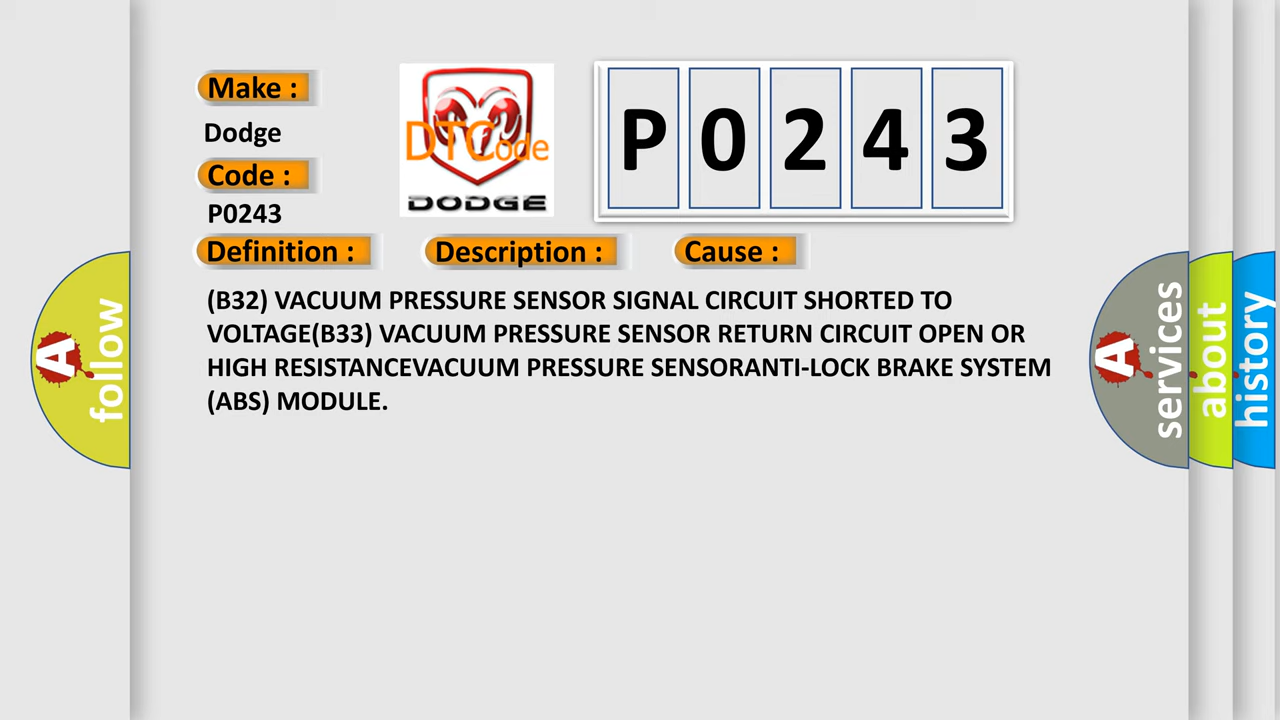 Make :
Dodge
Code :
P0243
DTCode
DODGE
P0243
Definition :
Description :
Cause :
(B32) VACUUM PRESSURE SENSOR SIGNAL CIRCUIT SHORTED TO
VOLTAGE(B33) VACUUM PRESSURE SENSOR RETURN CIRCUIT OPEN OR
HIGH RESISTANCEVACUUM PRESSURE SENSORANTI-LOCK BRAKE SYSTEM
(ABS) MODULE.
A follow
A services
about
history